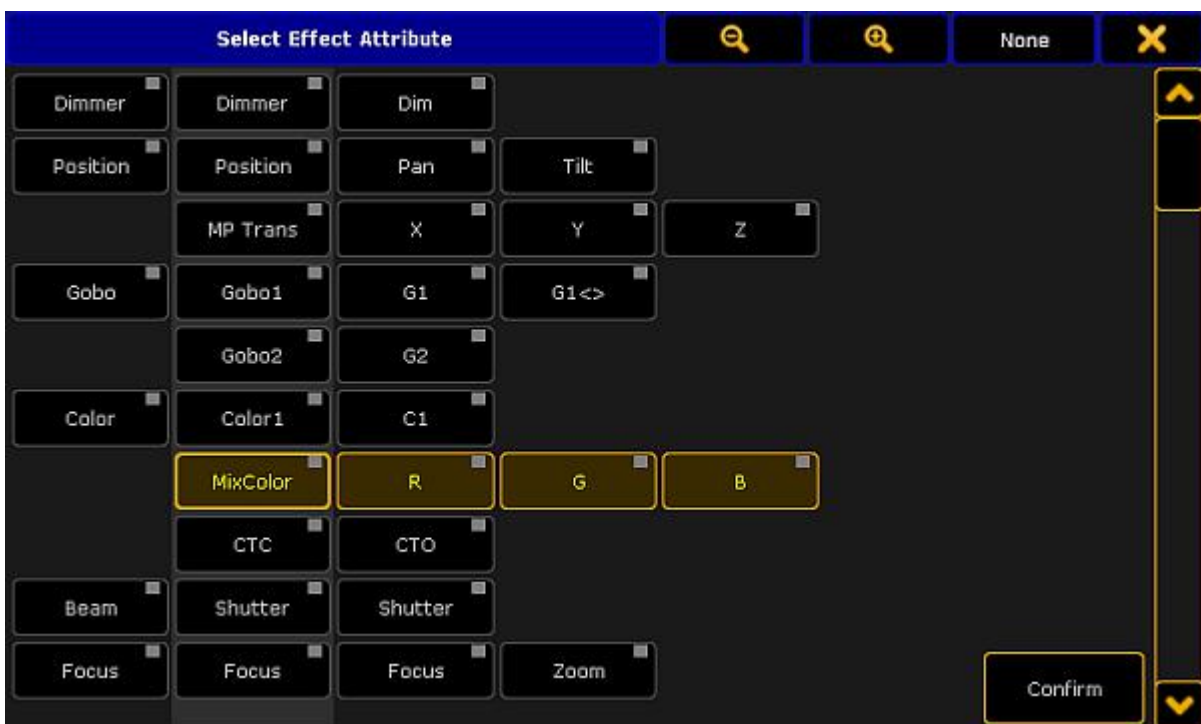 Select Effect Attribute None
Dimmer Dimmer Dim
Position Position Pan Tilt
MP Trans X Y Z
Gobo Gobo1 G1 G1<>
Gobo2 G2
Color Color1 C1
MixColor R G B
CTC CTO
Beam Shutter Shutter
Focus Focus Focus Zoom
Confirm